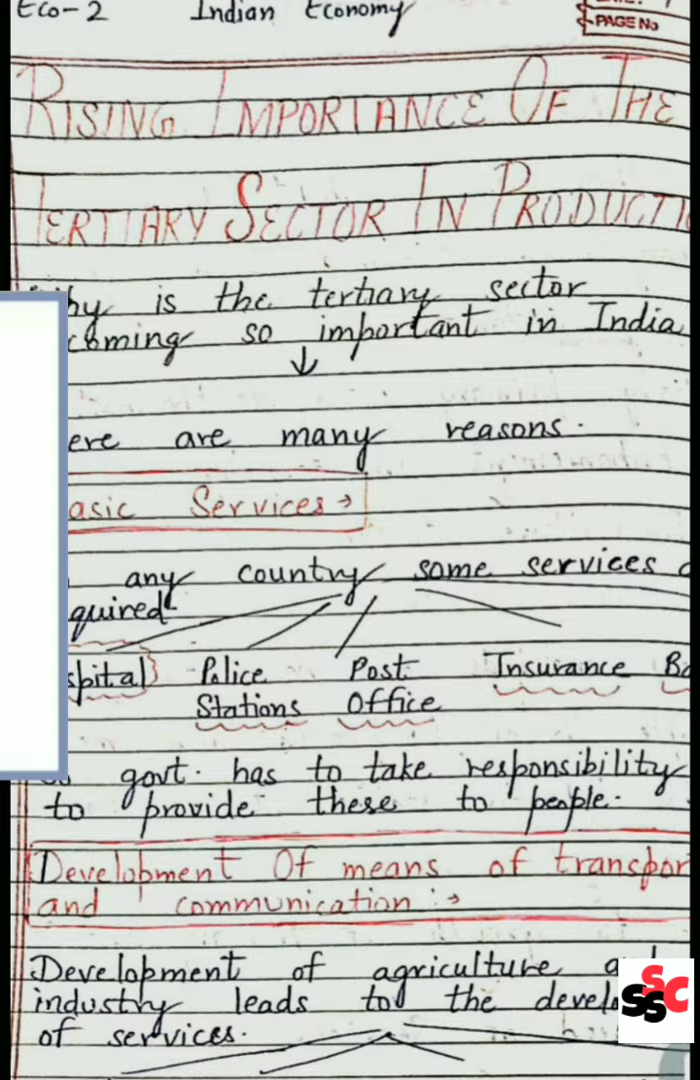 Eco-2 Indian Economy
PAGE No
RISING IMPORTANCE OF THE
TERTIARY SECTOR IN PRODUCTI
hy is the tertiary sector
coming so important in India
↓
ere are many reasons.
asic Services →
any country some services
quired
spital Police Post Insurance Ba
Stations Office
govt. has to take responsibility
to provide these to people.
Development Of means of transpor
and communication :→
Development of agriculture a
industry leads to the devel
of services.
SSSC